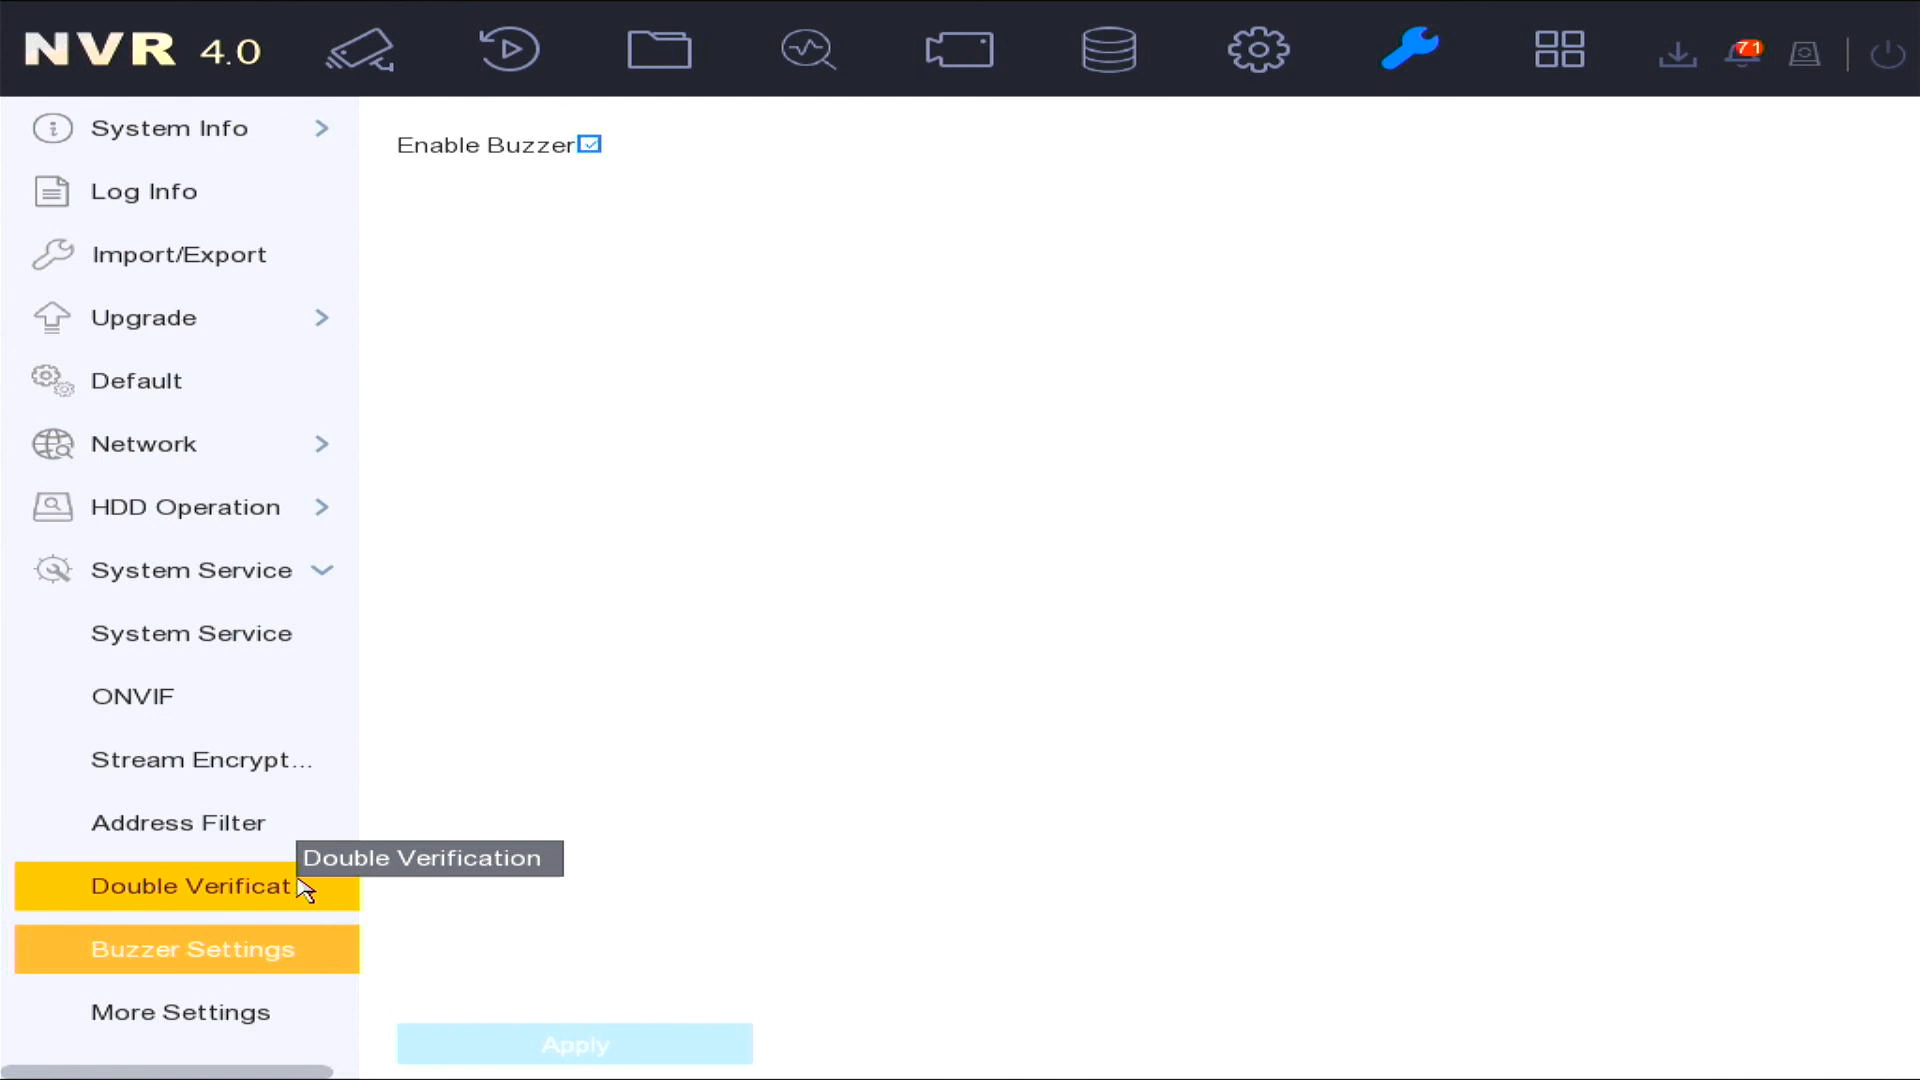 NVR 4.0
71
System Info
Enable Buzzer
Log Info
Import/Export
Upgrade
Default
Network
HDD Operation
System Service
System Service
ONVIF
Stream Encrypt...
Address Filter
Double Verification
Double Verificat
Buzzer Settings
More Settings
Apply